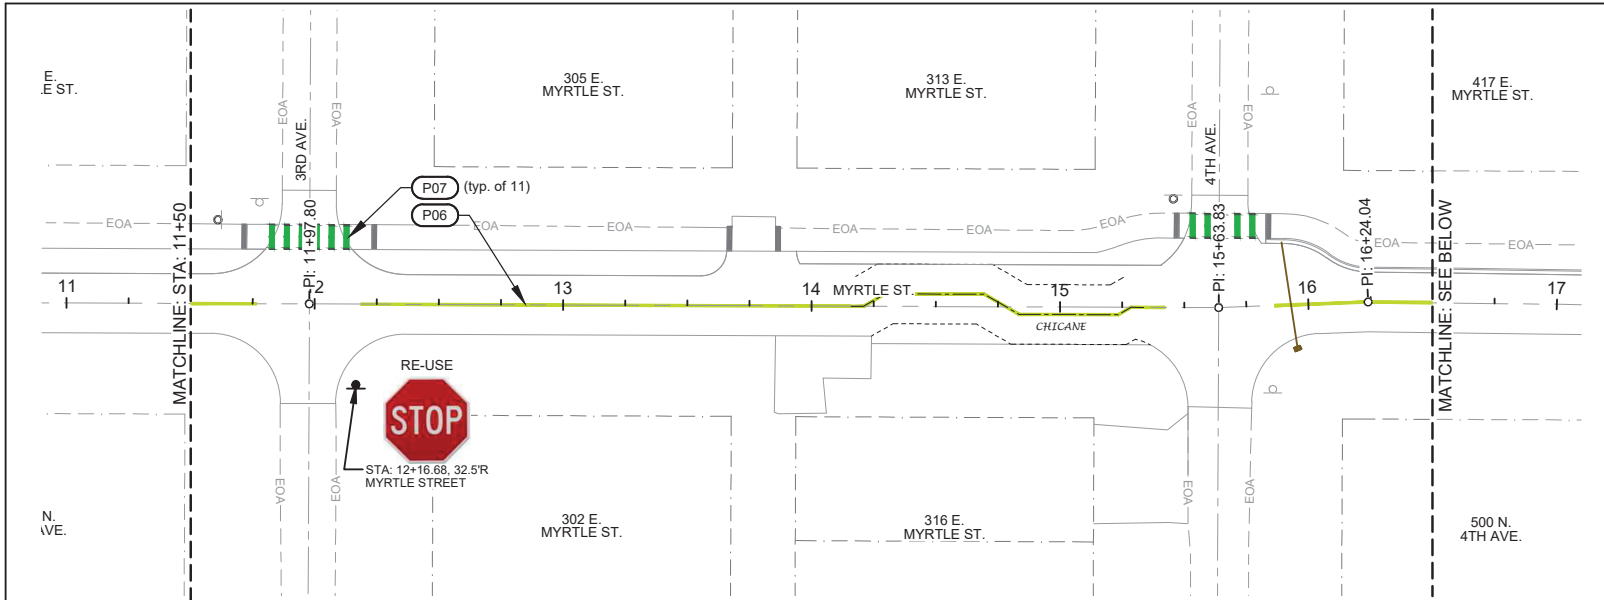 E.
305 E.
MYRTLE ST.
313 E.
MYRTLE ST.
417 E.
MYRTLE ST.
E ST.
EOA
EOA
3RD AVE.
EOA
EOA
4TH AVE.
P07 (typ. of 11)
P06
EOA
EOA
EOA
EOA
EOA
EOA
MATCHLINE: STA: 11+50
PI: 11+97.80
PI: 15+63.83
PI: 16+24.04
MATCHLINE: SEE BELOW
11
2
13
14
MYRTLE ST.
15
16
17
CHICANE
RE-USE
STOP
STA: 12+16.68, 32.5'R
MYRTLE STREET
EOA
EOA
EOA
EOA
N.
VE.
302 E.
MYRTLE ST.
316 E.
MYRTLE ST.
500 N.
4TH AVE.